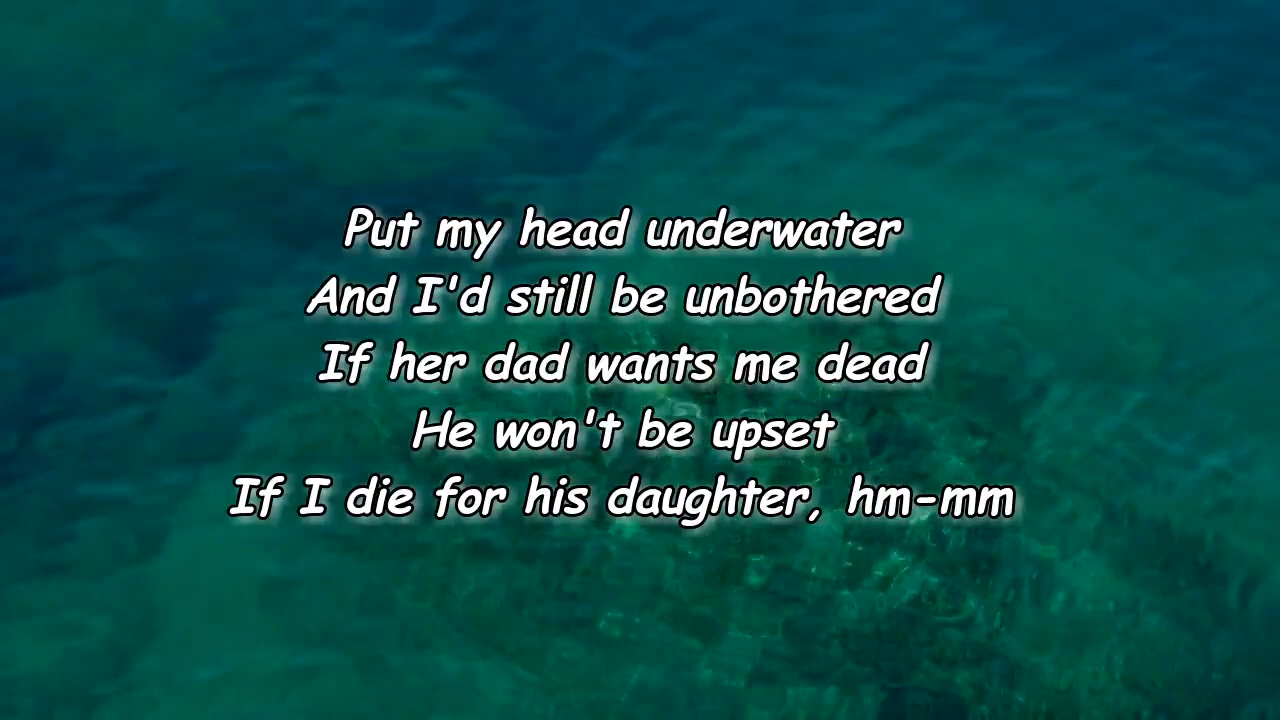 Put my head underwater
And I'd still be unbothered
If her dad wants me dead
He won't be upset
If I die for his daughter, hm-mm